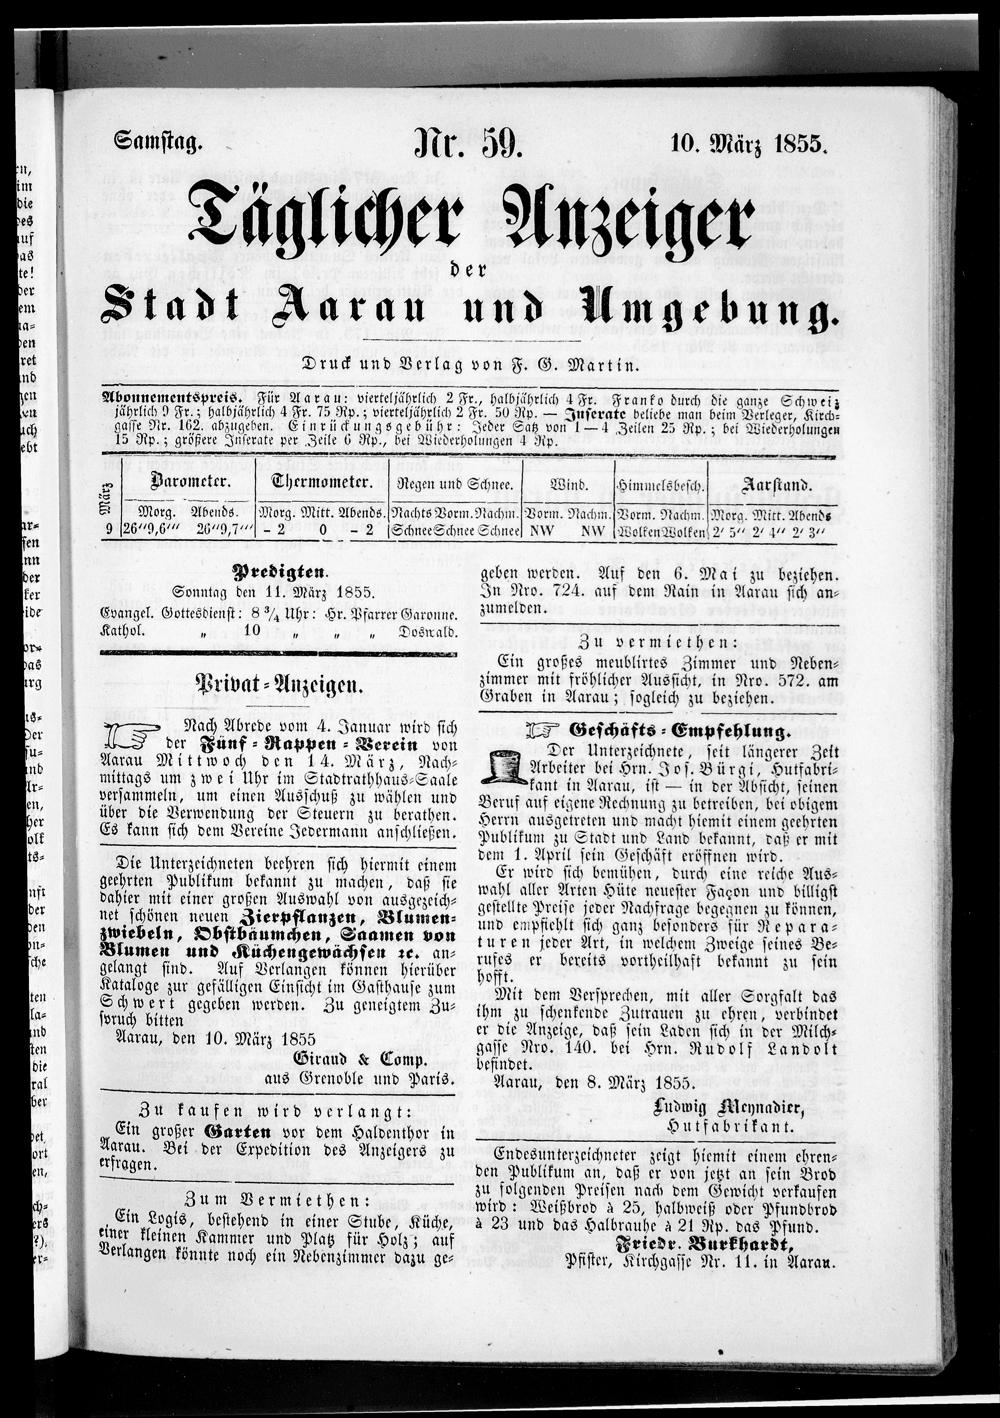 Samstag. Nr. 59. 10. März 1855.
Täglicher Anzeiger
der
Stadt Aarau und Umgebung.
Druck und Verlag von F. G. Martin.
Abonnementspreis. Für Aarau: vierteljährlich 2 Fr., halbjährlich 4 Fr. Franko durch die ganze Schweiz
jährlich 9 Fr.; halbjährlich 4 Fr. 75 Rp.; vierteljährlich 2 Fr. 50 Rp. — Inserate beliebe man beim Verleger, Kirch-
gasse Nr. 162. abzugeben. Einrückungsgebühr: Jeder Satz von 1—4 Zeilen 25 Rp.; bei Wiederholungen
15 Rp.; größere Inserate per Zeile 6 Rp., bei Wiederholungen 4 Rp.
März Barometer. Thermometer. Regen und Schnee. Wind. Himmelsbesch. Aarstand.
Morg. Abends. Morg. Mitt. Abends. Nachts Vorm. Nachm. Vorm. Nachm. Vorm. Nachm. Morg. Mitt. Abends
9 26''9,6''' 26''9,7''' - 2 0 - 2 Schnee Schnee Schnee NW NW Wolken Wolken 2' 5'' 2' 4'' 2' 3''
Predigten.
Sonntag den 11. März 1855.
Evangel. Gottesdienst: 8 3/4 Uhr: Hr. Pfarrer Garonne.
Kathol. „ 10 „ „ „ Doswald.
Privat-Anzeigen.
Nach Abrede vom 4. Januar wird sich
der Fünf-Rappen-Verein von
Aarau Mittwoch den 14. März, Nach-
mittags um zwei Uhr im Stadtrathhaus-Saale
versammeln, um einen Ausschuß zu wählen und
über die Verwendung der Steuern zu berathen.
Es kann sich dem Vereine Jedermann anschließen.
Die Unterzeichneten beehren sich hiermit einem
geehrten Publikum bekannt zu machen, daß sie
dahier mit einer großen Auswahl von ausgezeich-
net schönen neuen Zierpflanzen, Blumen-
zwiebeln, Obstbäumchen, Saamen von
Blumen und Küchengewächsen ꝛc. an-
gelangt sind. Auf Verlangen können hierüber
Kataloge zur gefälligen Einsicht im Gasthause zum
Schwert gegeben werden. Zu geneigtem Zu-
spruch bitten
Aarau, den 10. März 1855
Giraud & Comp.
aus Grenoble und Paris.
Zu kaufen wird verlangt:
Ein großer Garten vor dem Haldenthor in
Aarau. Bei der Expedition des Anzeigers zu
erfragen.
Zum Vermiethen:
Ein Logis, bestehend in einer Stube, Küche,
einer kleinen Kammer und Platz für Holz; auf
Verlangen könnte noch ein Nebenzimmer dazu ge-
geben werden. Auf den 6. Mai zu beziehen.
In Nro. 724. auf dem Rain in Aarau sich an-
zumelden.
Zu vermiethen:
Ein großes meublirtes Zimmer und Neben-
zimmer mit fröhlicher Aussicht, in Nro. 572. am
Graben in Aarau; sogleich zu beziehen.
Geschäfts-Empfehlung.
Der Unterzeichnete, seit längerer Zeit
Arbeiter bei Hrn. Jos. Bürgi, Hutfabri-
kant in Aarau, ist — in der Absicht, seinen
Beruf auf eigene Rechnung zu betreiben, bei obigem
Herrn ausgetreten und macht hiemit einem geehrten
Publikum zu Stadt und Land bekannt, daß er mit
dem 1. April sein Geschäft eröffnen wird.
Er wird sich bemühen, durch eine reiche Aus-
wahl aller Arten Hüte neuester Façon und billigst
gestellte Preise jeder Nachfrage begegnen zu können,
und empfiehlt sich ganz besonders für Repara-
turen jeder Art, in welchem Zweige seines Be-
rufes er bereits vortheilhaft bekannt zu sein
hofft.
Mit dem Versprechen, mit aller Sorgfalt das
ihm zu schenkende Zutrauen zu ehren, verbindet
er die Anzeige, daß sein Laden sich in der Milch-
gasse Nro. 140. bei Hrn. Rudolf Landolt
befindet.
Aarau, den 8. März 1855.
Ludwig Meynadier,
Hutfabrikant.
Endesunterzeichneter zeigt hiemit einem ehren-
den Publikum an, daß er von jetzt an sein Brod
zu folgenden Preisen nach dem Gewicht verkaufen
wird: Weißbrod à 25, halbweiß oder Pfundbrod
à 23 und das Halbrauhe à 21 Rp. das Pfund.
Friedr. Burkhardt,
Pfister, Kirchgasse Nr. 11. in Aarau.